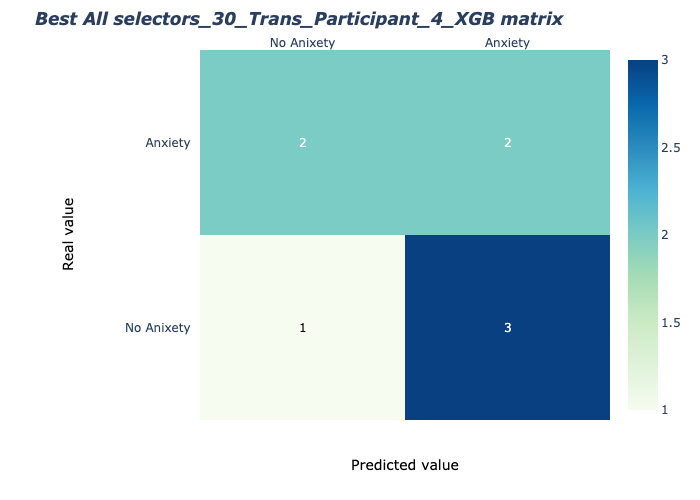 Best All selectors_30_Trans_Participant_4_XGB matrix
No Anixety
Anxiety
3
2.5
2
1.5
1
Anxiety
2
2
No Anixety
1
3
Real value
Predicted value